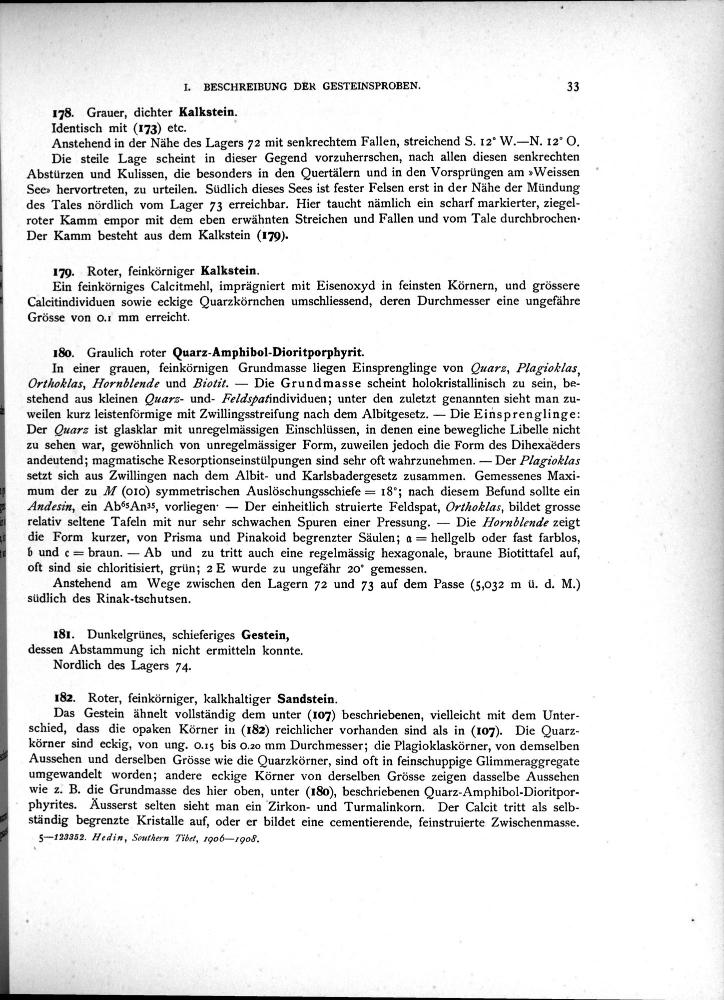 I. BESCHREIBUNG DER GESTEINSPROBEN. 33
178. Grauer, dichter Kalkstein.
Identisch mit (173) etc.
Anstehend in der Nähe des Lagers 72 mit senkrechtem Fallen, streichend S. 12° W.—N. 12° O.
Die steile Lage scheint in dieser Gegend vorzuherrschen, nach allen diesen senkrechten
Abstürzen und Kulissen, die besonders in den Quertälern und in den Vorsprüngen am »Weissen
See» hervortreten, zu urteilen. Südlich dieses Sees ist fester Felsen erst in der Nähe der Mündung
des Tales nördlich vom Lager 73 erreichbar. Hier taucht nämlich ein scharf markierter, ziegel-
roter Kamm empor mit dem eben erwähnten Streichen und Fallen und vom Tale durchbrochen.
Der Kamm besteht aus dem Kalkstein (179).
179. Roter, feinkörniger Kalkstein.
Ein feinkörniges Calcitmehl, imprägniert mit Eisenoxyd in feinsten Körnern, und grössere
Calcitindividuen sowie eckige Quarzkörnchen umschliessend, deren Durchmesser eine ungefähre
Grösse von 0.1 mm erreicht.
180. Graulich roter Quarz-Amphibol-Dioritporphyrit.
In einer grauen, feinkörnigen Grundmasse liegen Einsprenglinge von Quarz, Plagioklas,
Orthoklas, Hornblende und Biotit. — Die Grundmasse scheint holokristallinisch zu sein, be-
stehend aus kleinen Quarz- und- Feldspatindividuen; unter den zuletzt genannten sieht man zu-
weilen kurz leistenförmige mit Zwillingsstreifung nach dem Albitgesetz. — Die Einsprenglinge:
Der Quarz ist glasklar mit unregelmässigen Einschlüssen, in denen eine bewegliche Libelle nicht
zu sehen war, gewöhnlich von unregelmässiger Form, zuweilen jedoch die Form des Dihexaëders
andeutend; magmatische Resorptionseinstülpungen sind sehr oft wahrzunehmen. — Der Plagioklas
setzt sich aus Zwillingen nach dem Albit- und Karlsbadergesetz zusammen. Gemessenes Maxi-
mum der zu M (010) symmetrischen Auslöschungsschiefe = 18°; nach diesem Befund sollte ein
Andesin, ein Ab⁶⁵An³⁵, vorliegen· — Der einheitlich struierte Feldspat, Orthoklas, bildet grosse
relativ seltene Tafeln mit nur sehr schwachen Spuren einer Pressung. — Die Hornblende zeigt
die Form kurzer, von Prisma und Pinakoid begrenzter Säulen; a = hellgelb oder fast farblos,
b und c = braun. — Ab und zu tritt auch eine regelmässig hexagonale, braune Biotittafel auf,
oft sind sie chloritisiert, grün; 2 E wurde zu ungefähr 20° gemessen.
Anstehend am Wege zwischen den Lagern 72 und 73 auf dem Passe (5,032 m ü. d. M.)
südlich des Rinak-tschutsen.
181. Dunkelgrünes, schieferiges Gestein,
dessen Abstammung ich nicht ermitteln konnte.
Nordlich des Lagers 74.
182. Roter, feinkörniger, kalkhaltiger Sandstein.
Das Gestein ähnelt vollständig dem unter (107) beschriebenen, vielleicht mit dem Unter-
schied, dass die opaken Körner in (182) reichlicher vorhanden sind als in (107). Die Quarz-
körner sind eckig, von ung. 0.15 bis 0.20 mm Durchmesser; die Plagioklaskörner, von demselben
Aussehen und derselben Grösse wie die Quarzkörner, sind oft in feinschuppige Glimmeraggregate
umgewandelt worden; andere eckige Körner von derselben Grösse zeigen dasselbe Aussehen
wie z. B. die Grundmasse des hier oben, unter (180), beschriebenen Quarz-Amphibol-Dioritpor-
phyrites. Äusserst selten sieht man ein Zirkon- und Turmalinkorn. Der Calcit tritt als selb-
ständig begrenzte Kristalle auf, oder er bildet eine cementierende, feinstruierte Zwischenmasse.
5—123352. Hedin, Southern Tibet, 1906—1908.